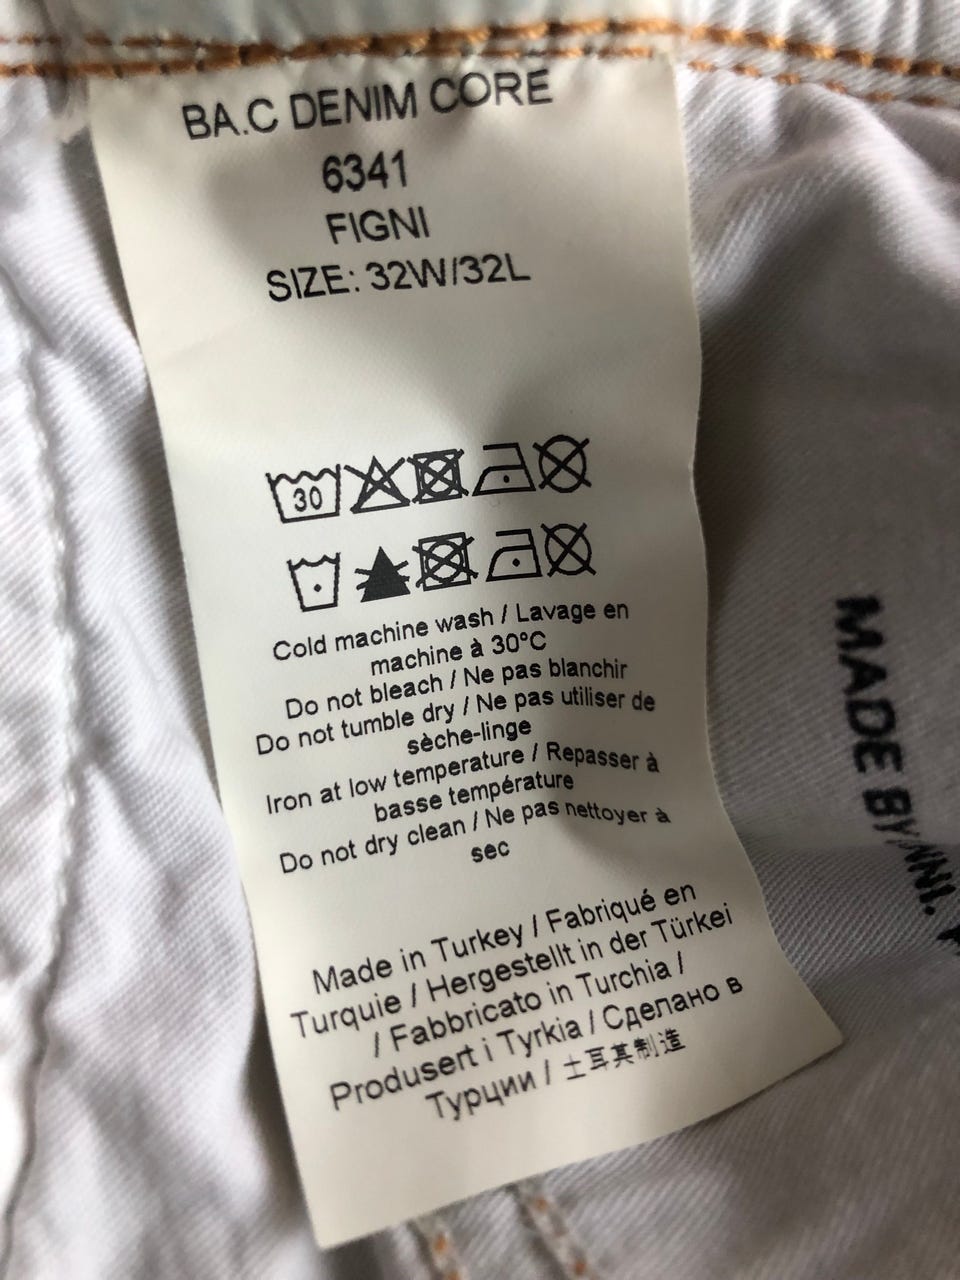 BA.C DENIM CORE
6341
FIGNI
SIZE: 32W/32L
30
Cold machine wash / Lavage en
machine à 30°C
Do not bleach / Ne pas blanchir
Do not tumble dry / Ne pas utiliser de
sèche-linge
Iron at low temperature / Repasser à
basse température
Do not dry clean / Ne pas nettoyer à
sec
Made in Turkey / Fabriqué en
Turquie / Hergestellt in der Türkei
/ Fabbricato in Turchia /
Produsert i Tyrkia / Сделано в
Турции / 土耳其制造
MADE BY